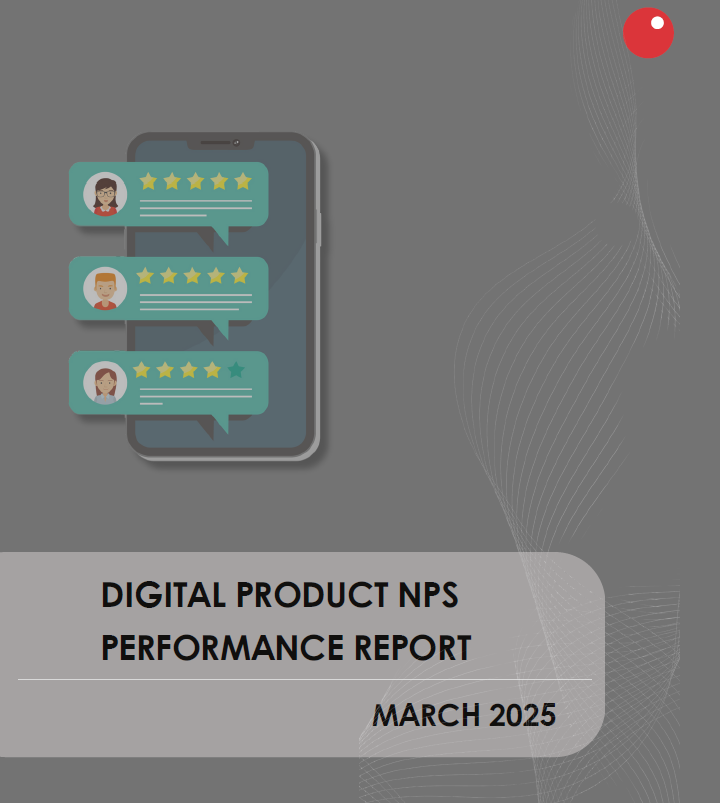 DIGITAL PRODUCT NPS
PERFORMANCE REPORT
MARCH 2025